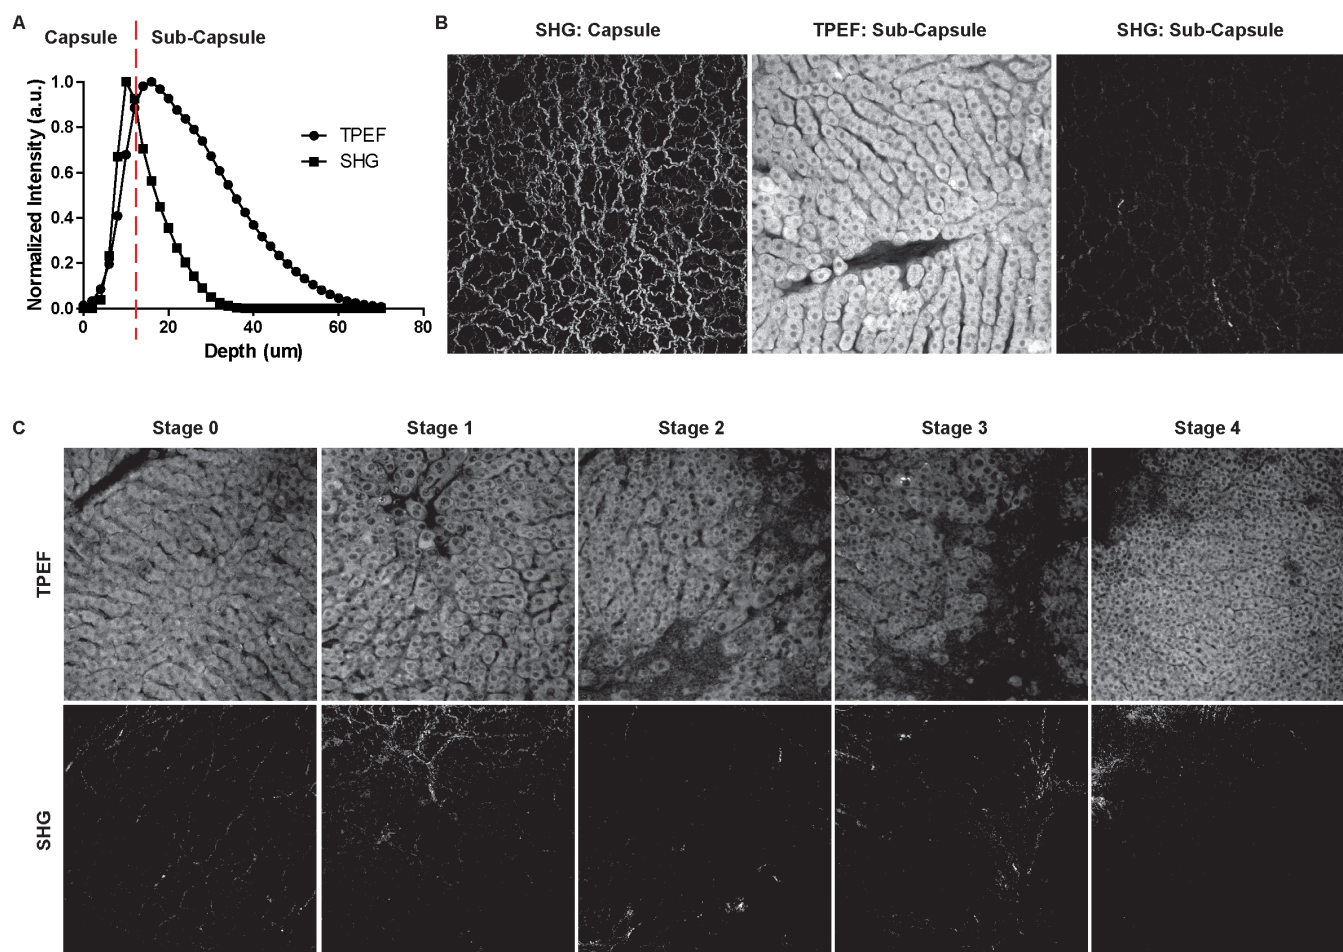 A
Capsule Sub-Capsule
Normalized Intensity (a.u.)
1.0
0.8
0.6
0.4
0.2
0.0
0 20 40 60 80
Depth (um)
TPEF
SHG
B
SHG: Capsule TPEF: Sub-Capsule SHG: Sub-Capsule
C
Stage 0 Stage 1 Stage 2 Stage 3 Stage 4
TPEF
SHG